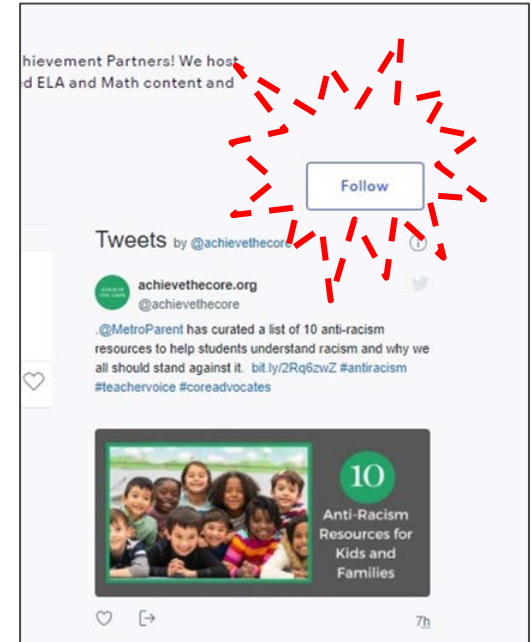 hievement Partners! We host
d ELA and Math content and
Follow
Tweets by @achievethecore
achievethecore.org
@achievethecore
.@MetroParent has curated a list of 10 anti-racism
resources to help students understand racism and why we
all should stand against it. bit.ly/2Rq6zwZ #antiracism
#teachervoice #coreadvocates
10
Anti-Racism
Resources for
Kids and
Families
7h